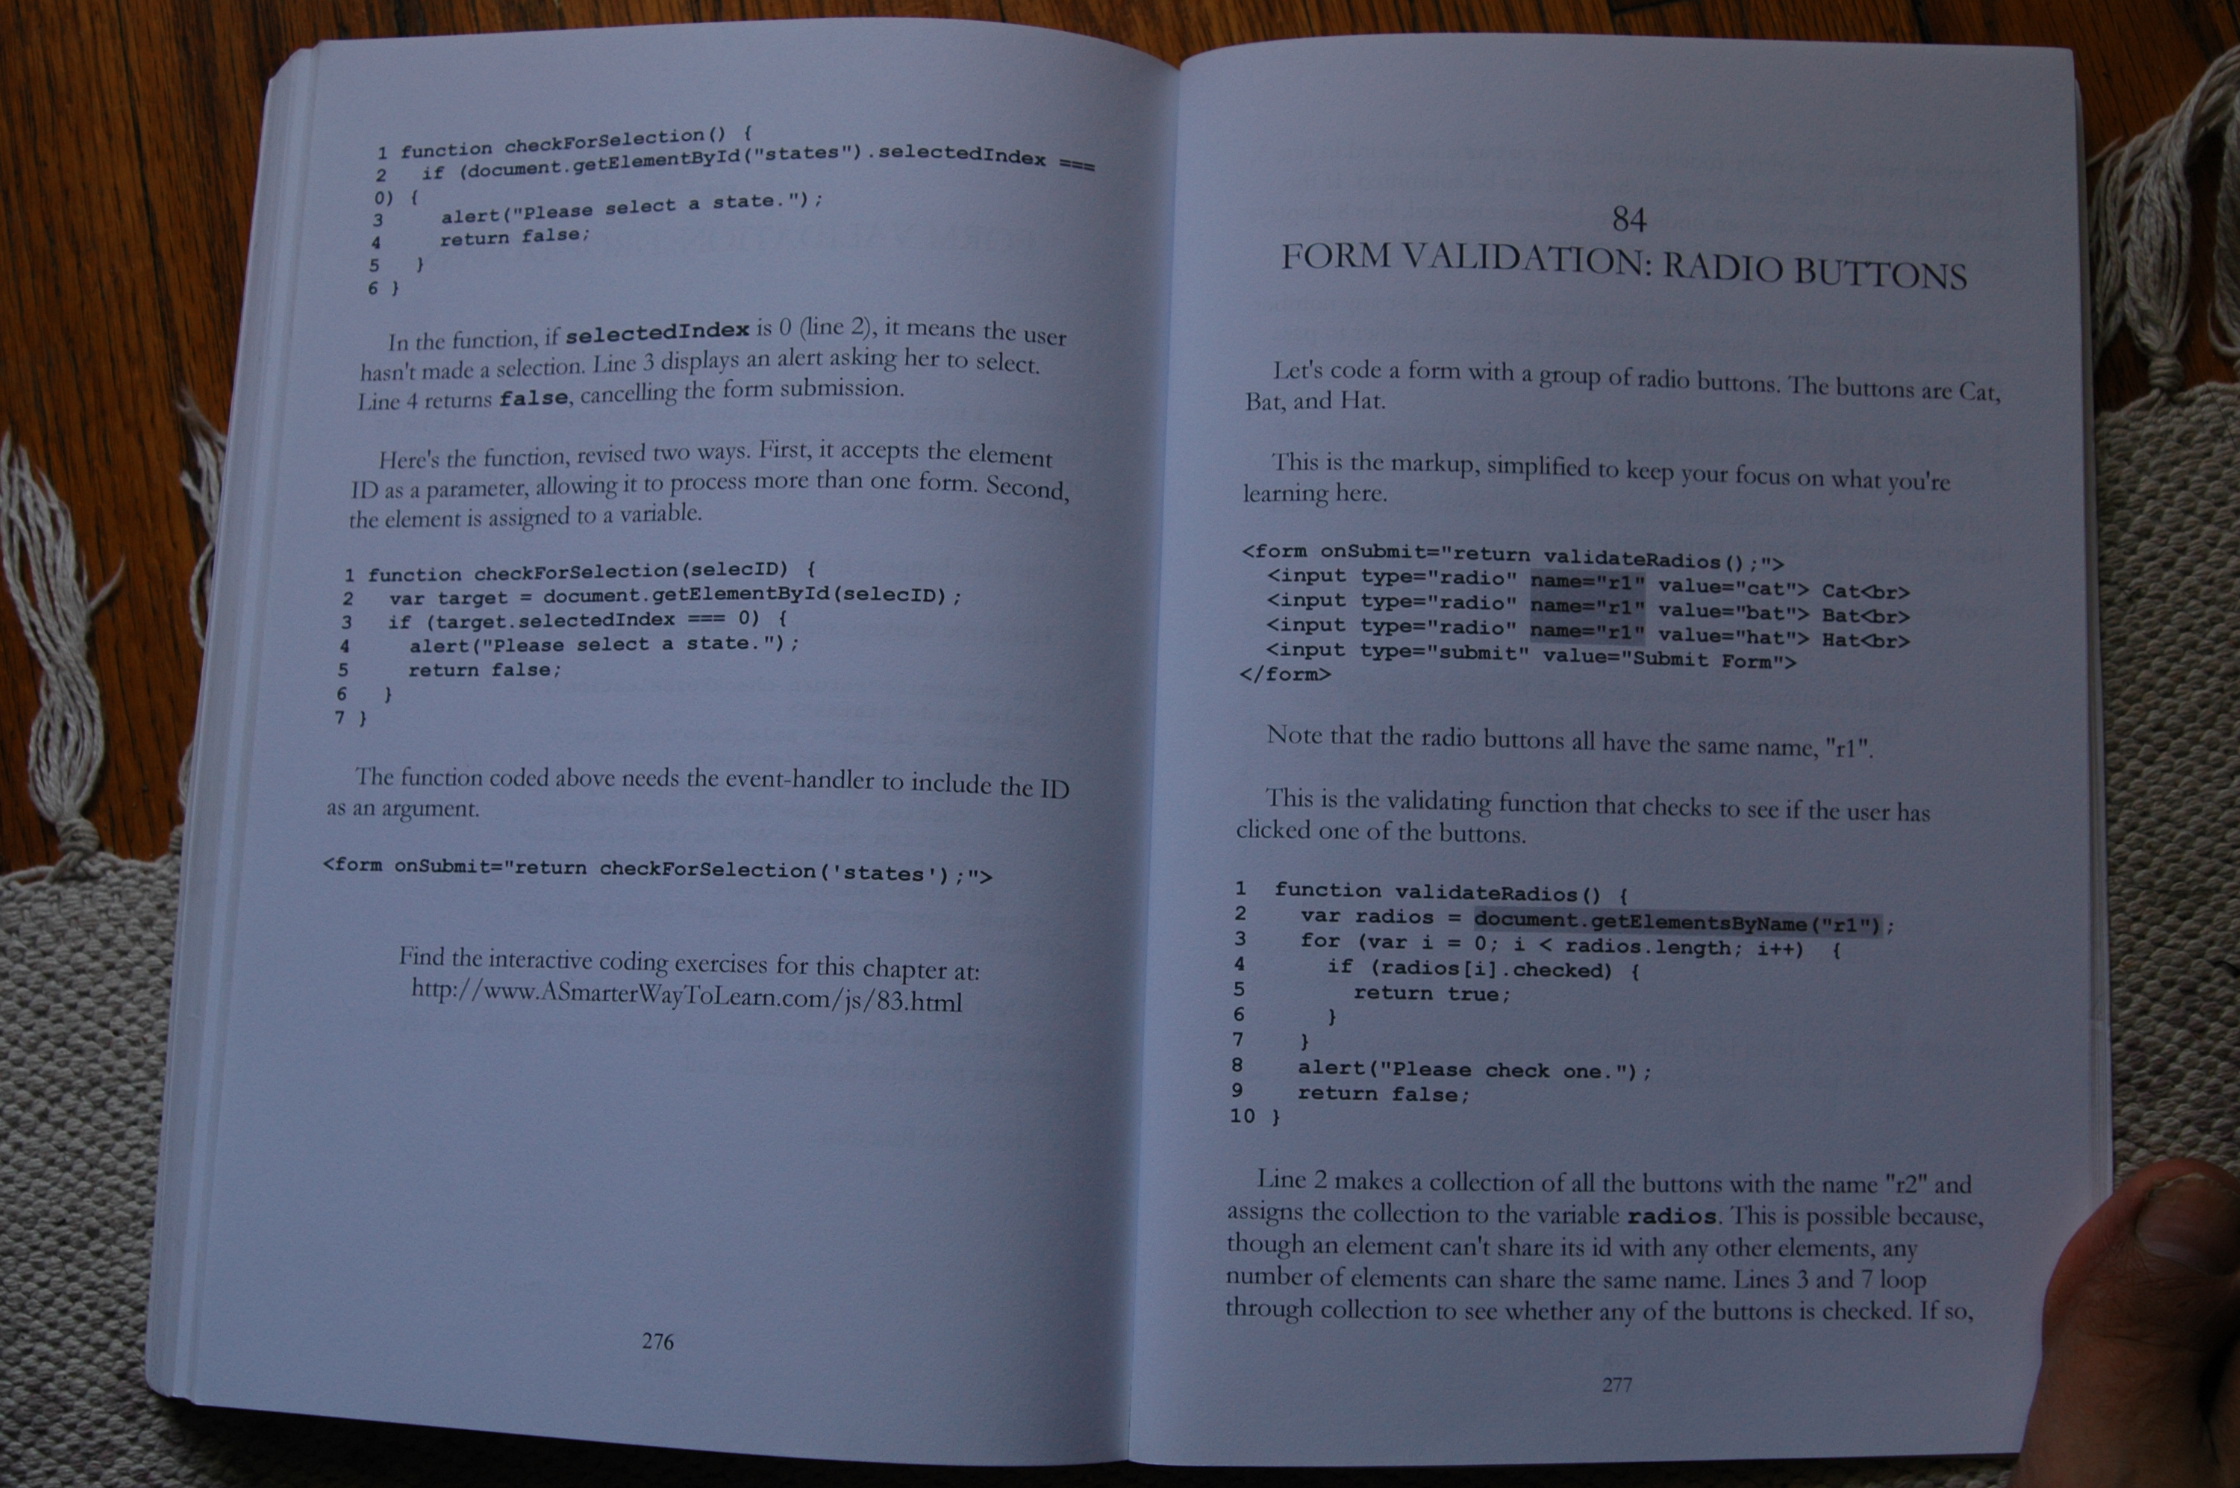 1 function checkForSelection() {
2   if (document.getElementById("states").selectedIndex ===
0) {
3     alert("Please select a state.");
4     return false;
5   }
6 }
In the function, if selectedIndex is 0 (line 2), it means the user
hasn't made a selection. Line 3 displays an alert asking her to select.
Line 4 returns false, cancelling the form submission.
Here's the function, revised two ways. First, it accepts the element
ID as a parameter, allowing it to process more than one form. Second,
the element is assigned to a variable.
1 function checkForSelection(selecID) {
2   var target = document.getElementById(selecID);
3   if (target.selectedIndex === 0) {
4     alert("Please select a state.");
5     return false;
6   }
7 }
The function coded above needs the event-handler to include the ID
as an argument.
<form onSubmit="return checkForSelection('states');">
Find the interactive coding exercises for this chapter at:
http://www.ASmarterWayToLearn.com/js/83.html
276
84
FORM VALIDATION: RADIO BUTTONS
Let's code a form with a group of radio buttons. The buttons are Cat,
Bat, and Hat.
This is the markup, simplified to keep your focus on what you're
learning here.
<form onSubmit="return validateRadios();">
<input type="radio" name="r1" value="cat"> Cat<br>
<input type="radio" name="r1" value="bat"> Bat<br>
<input type="radio" name="r1" value="hat"> Hat<br>
<input type="submit" value="Submit Form">
</form>
Note that the radio buttons all have the same name, "r1".
This is the validating function that checks to see if the user has
clicked one of the buttons.
1  function validateRadios() {
2    var radios = document.getElementsByName("r1");
3    for (var i = 0; i < radios.length; i++) {
4      if (radios[i].checked) {
5        return true;
6      }
7    }
8    alert("Please check one.");
9    return false;
10 }
Line 2 makes a collection of all the buttons with the name "r2" and
assigns the collection to the variable radios. This is possible because,
though an element can't share its id with any other elements, any
number of elements can share the same name. Lines 3 and 7 loop
through collection to see whether any of the buttons is checked. If so,
277